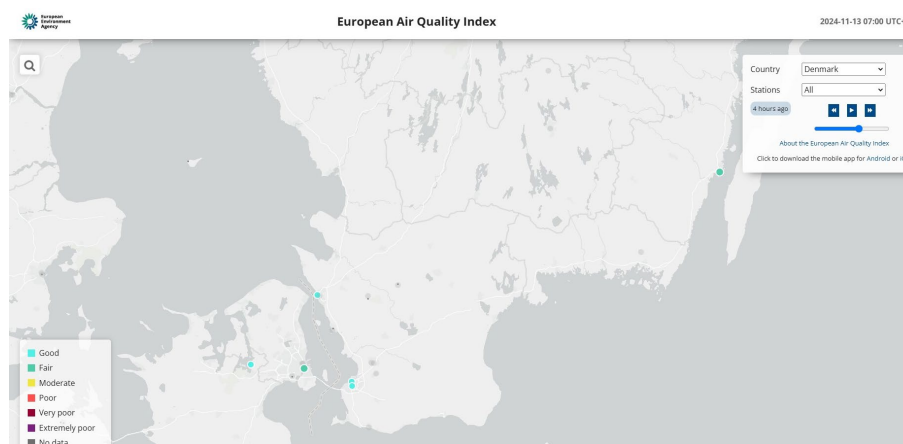 European
Environment
Agency
European Air Quality Index
2024-11-13 07:00 UTC+
Country
Denmark
Stations
All
4 hours ago
About the European Air Quality Index
Click to download the mobile app for Android or
Good
Fair
Moderate
Poor
Very poor
Extremely poor
No data